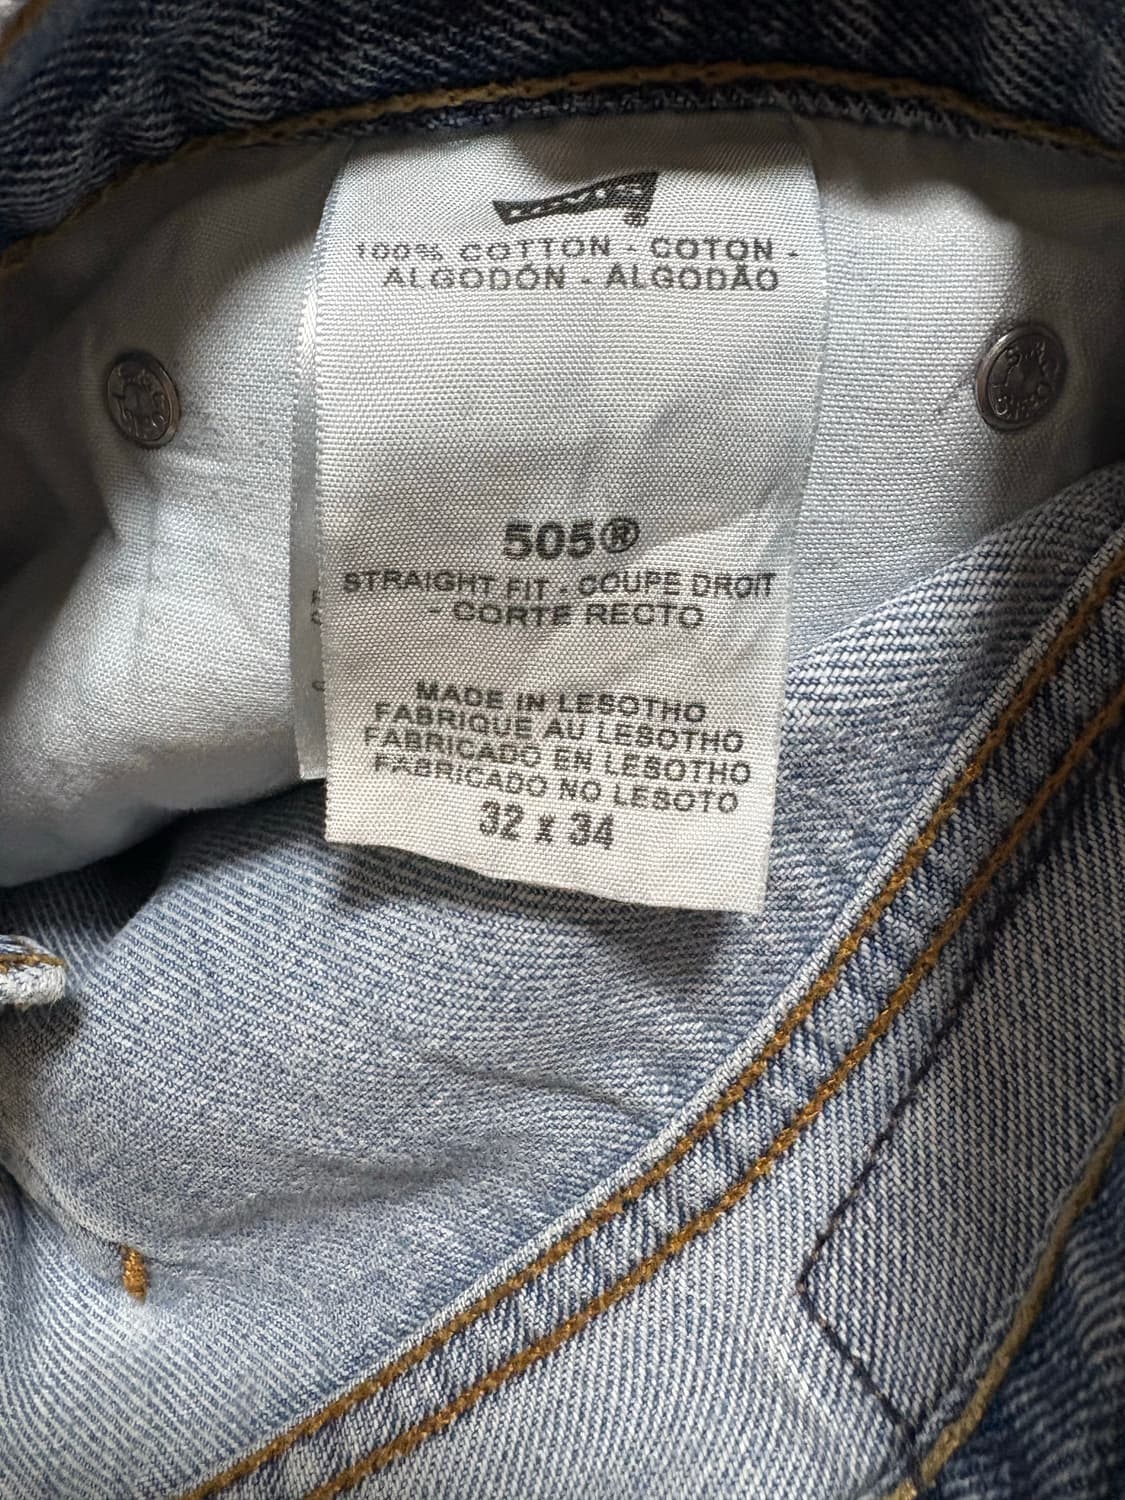 Levi's®
100% COTTON - COTON -
ALGODÓN - ALGODÃO
505®
STRAIGHT FIT - COUPE DROIT
- CORTE RECTO
MADE IN LESOTHO
FABRIQUE AU LESOTHO
FABRICADO EN LESOTHO
FABRICADO NO LESOTO
32 x 34